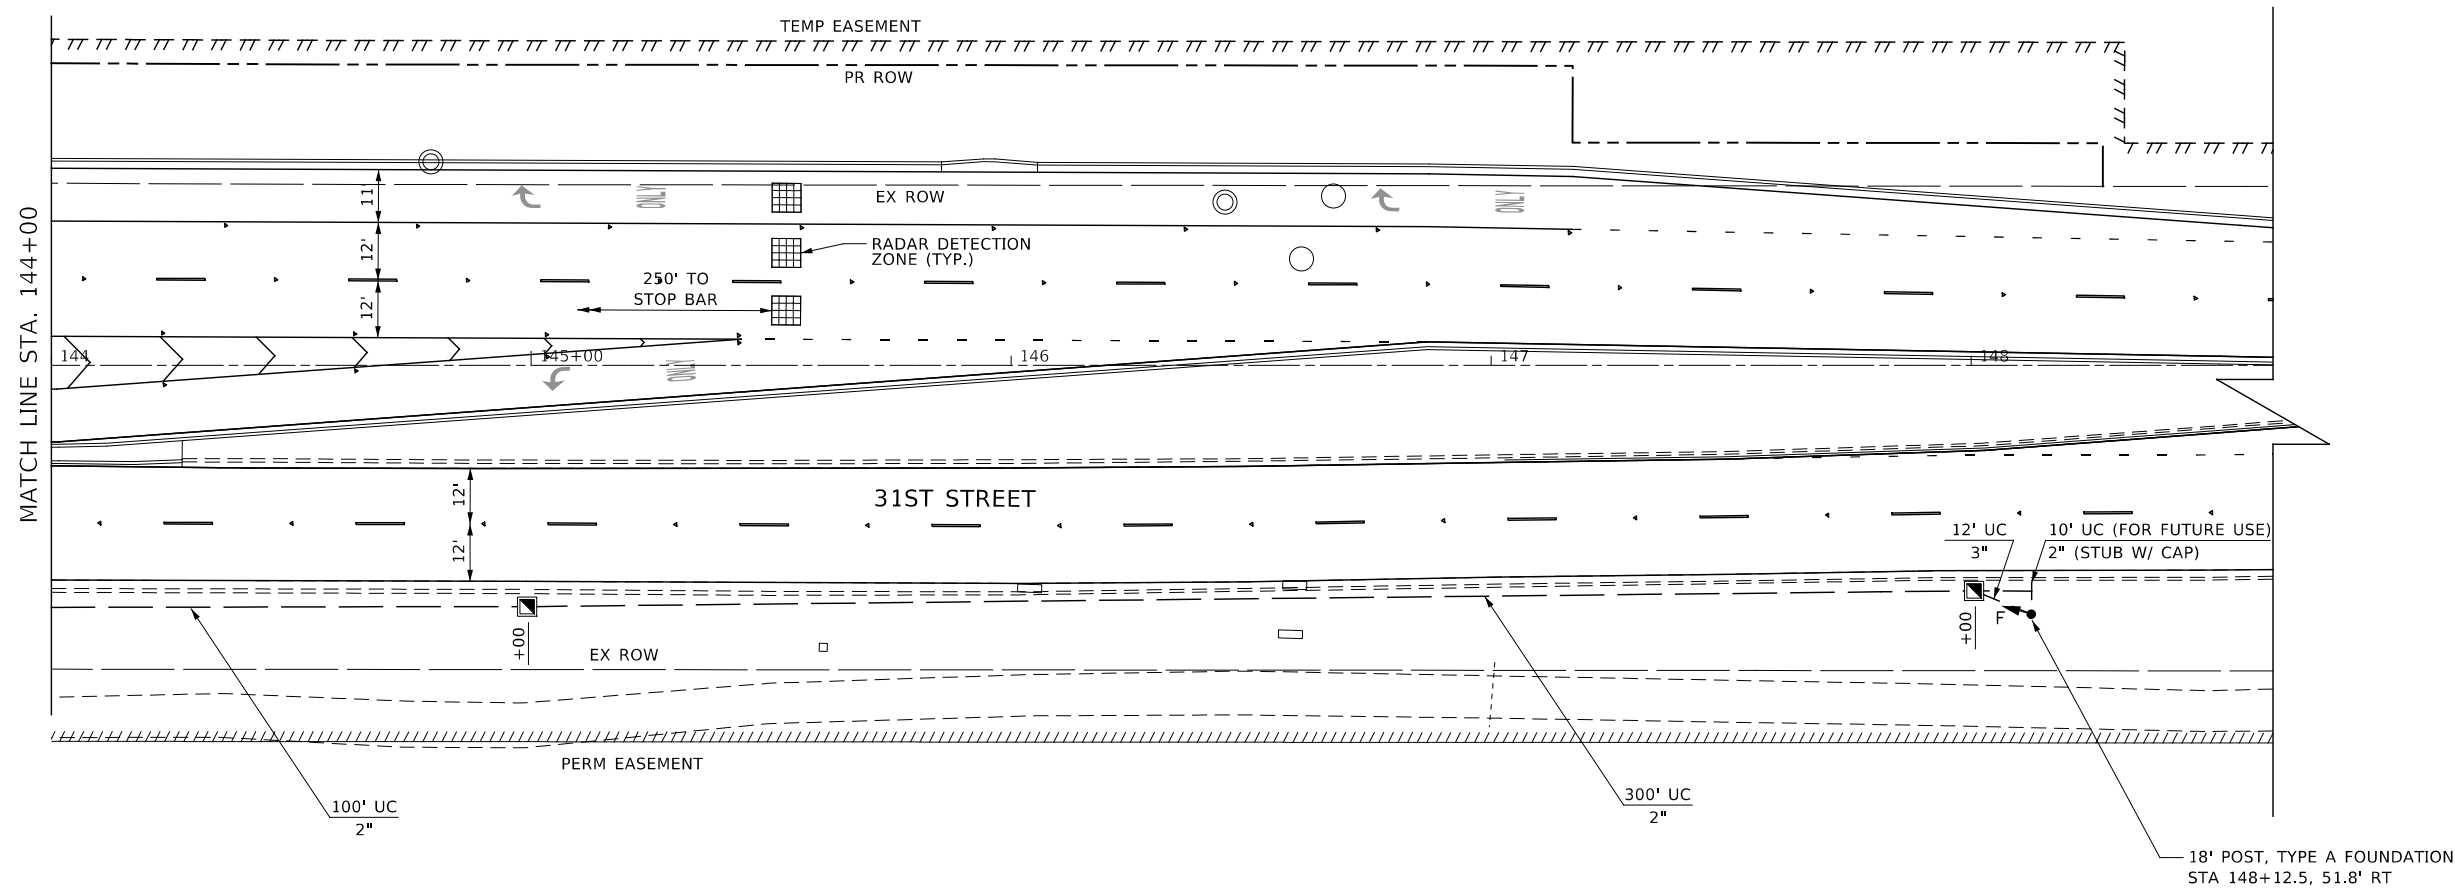 TEMP EASEMENT
PR ROW
MATCH LINE STA. 144+00
11'
12'
12'
ONLY
EX ROW
ONLY
RADAR DETECTION
ZONE (TYP.)
250' TO
STOP BAR
144
145+00
146
147
148
ONLY
31ST STREET
12'
12'
12' UC
3"
10' UC (FOR FUTURE USE)
2" (STUB W/ CAP)
+00
+00
F
EX ROW
PERM EASEMENT
100' UC
2"
300' UC
2"
18' POST, TYPE A FOUNDATION
STA 148+12.5, 51.8' RT